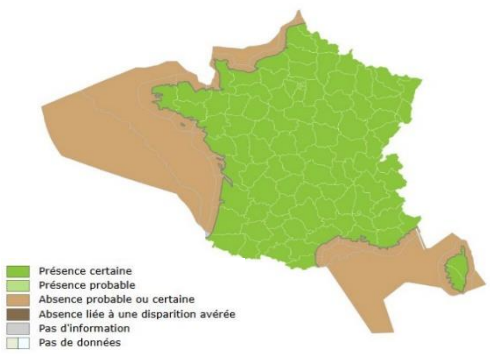 Présence certaine
Présence probable
Absence probable ou certaine
Absence liée à une disparition avérée
Pas d'information
Pas de données